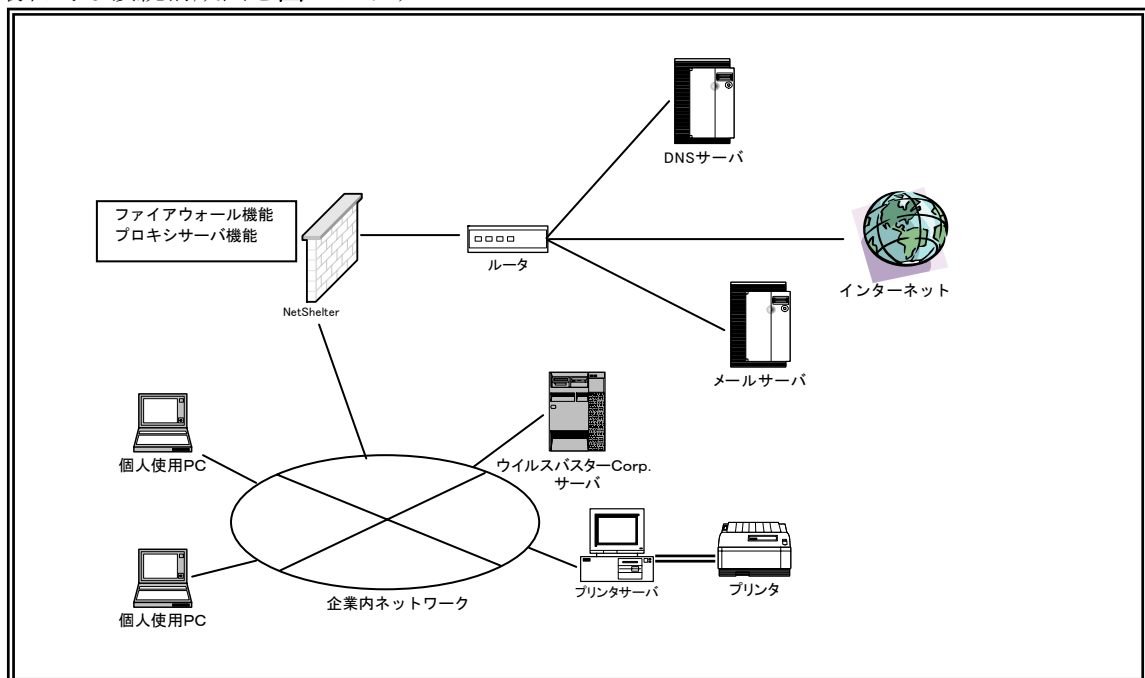 DNSサーバ
ファイアウォール機能
プロキシサーバ機能
ルータ
インターネット
NetShelter
メールサーバ
個人使用PC
ウイルスバスターCorp.
サーバ
個人使用PC
企業内ネットワーク
プリンタサーバ
プリンタ